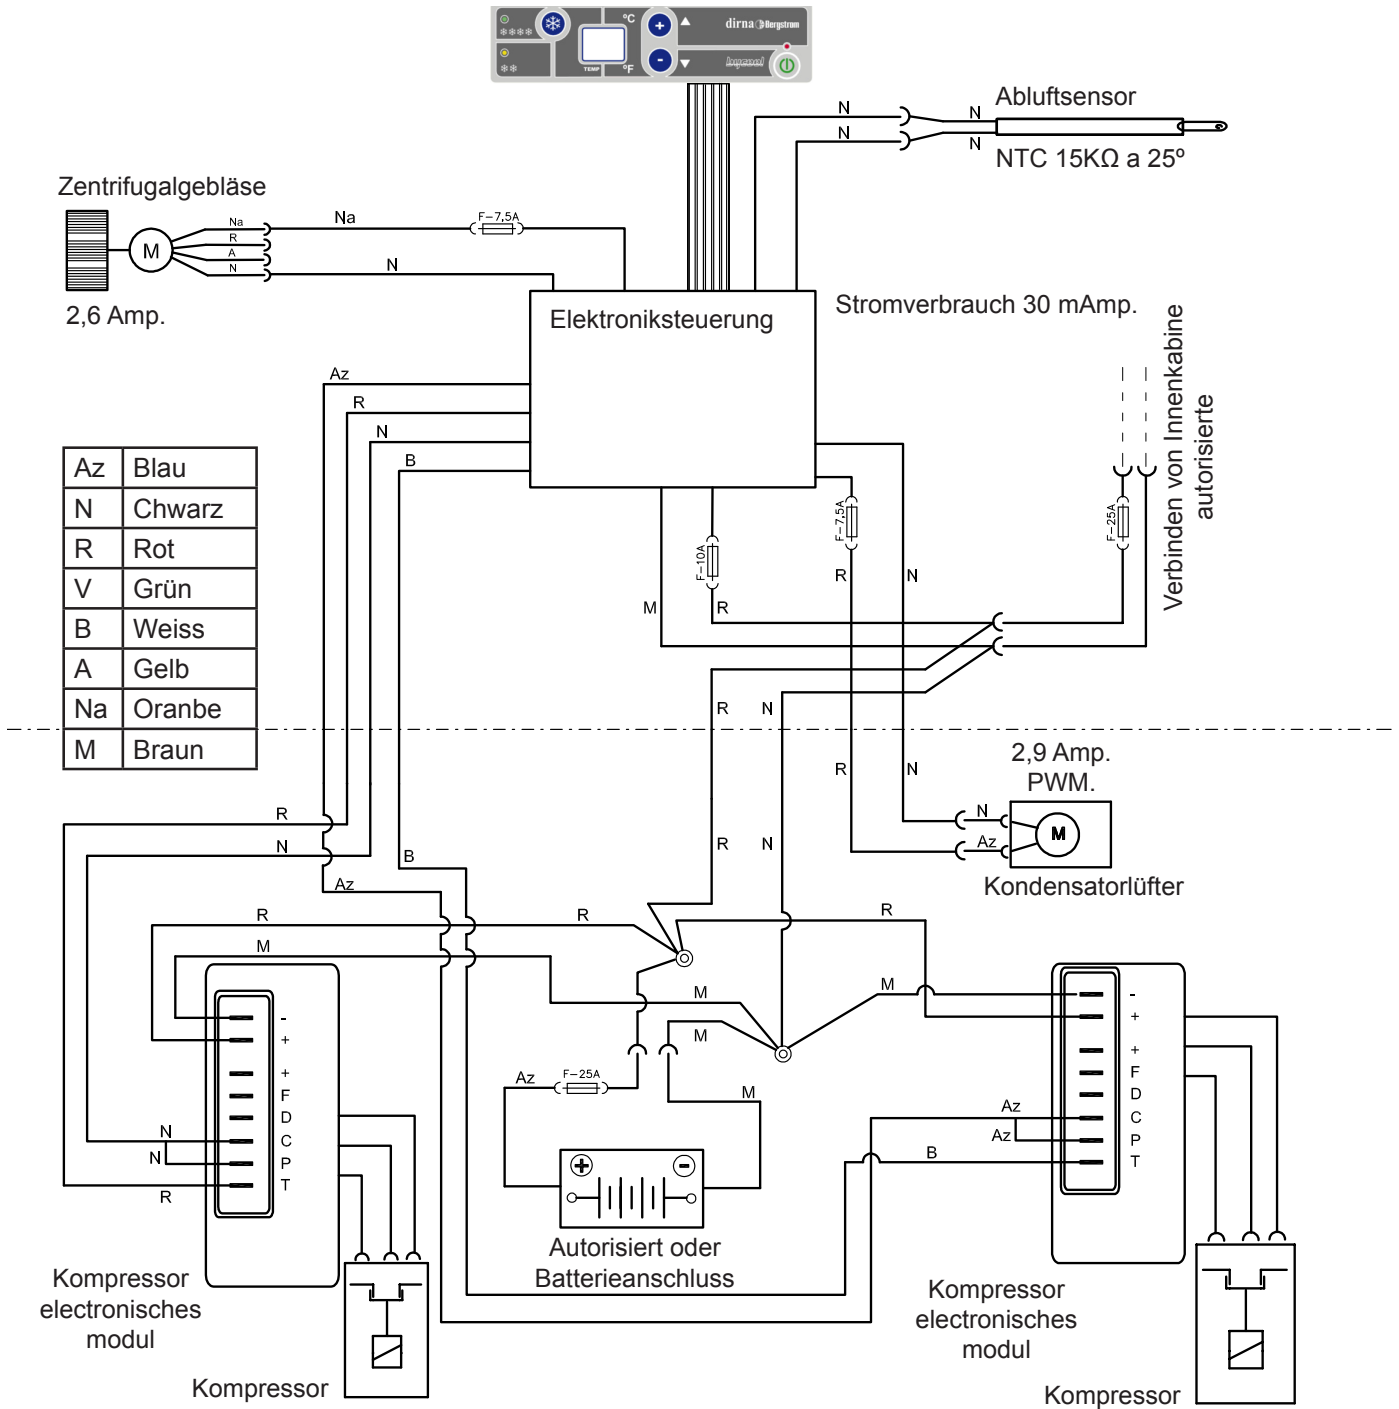 °C
+
dirna Bergstrom
TEMP
°F
-
bycool
N
N
N
N
Abluftsensor
NTC 15KΩ a 25º
Zentrifugalgebläse
M
Na
R
A
N
Na
N
F-7,5A
2,6 Amp.
Elektroniksteuerung
Stromverbrauch 30 mAmp.
Verbinden von Innenkabine
autorisierte
Az
R
N
B
Az Blau
N Chwarz
R Rot
V Grün
B Weiss
A Gelb
Na Oranbe
M Braun
F-10A
F-7,5A
F-25A
M
R
R
N
R
N
R
N
2,9 Amp.
PWM.
N
Az
M
Kondensatorlüfter
R
N
B
Az
R
N
R
R
R
M
M
M
M
M
Az
F-25A
-
+
+
F
D
C
P
T
N
N
R
-
+
+
F
D
C
P
T
Az
Az
B
+
-
Autorisiert oder
Batterieanschluss
Kompressor
electronisches
modul
Kompressor
Kompressor
electronisches
modul
Kompressor